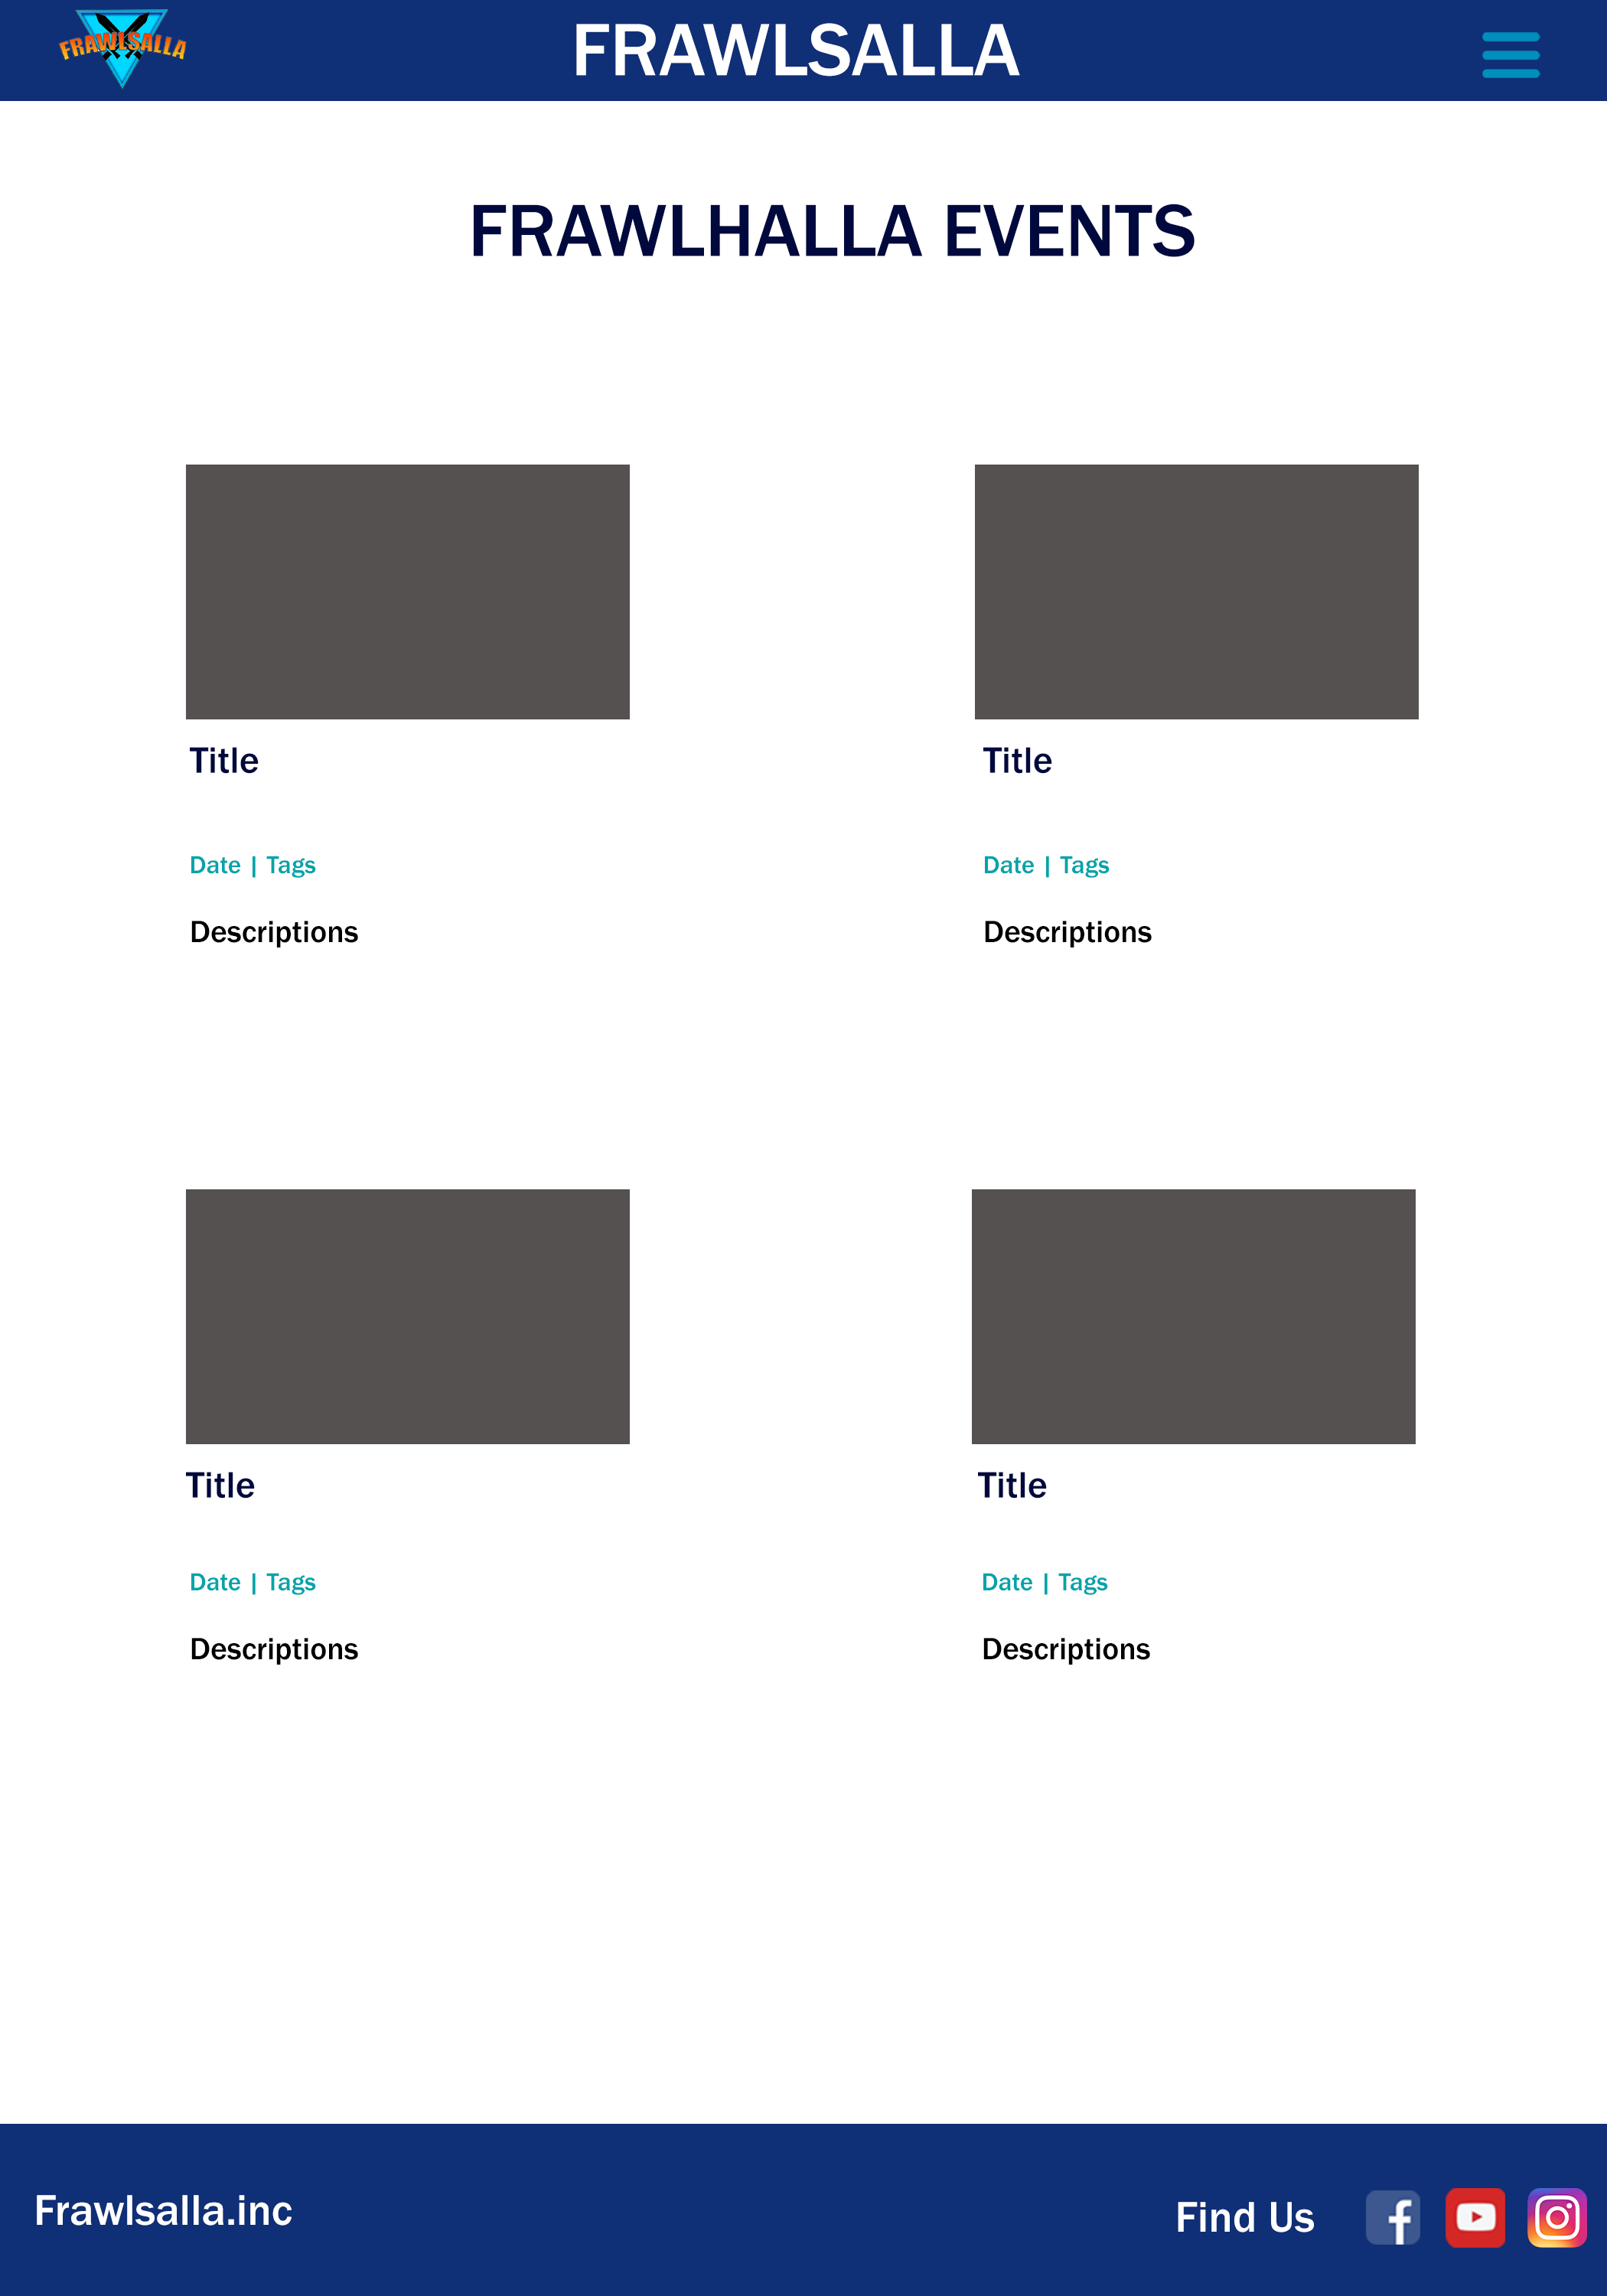 FRAWLSALLA
FRAWLSALLA
FRAWLHALLA EVENTS
Title
Date | Tags
Descriptions
Title
Date | Tags
Descriptions
Title
Date | Tags
Descriptions
Title
Date | Tags
Descriptions
Frawlsalla.inc
Find Us